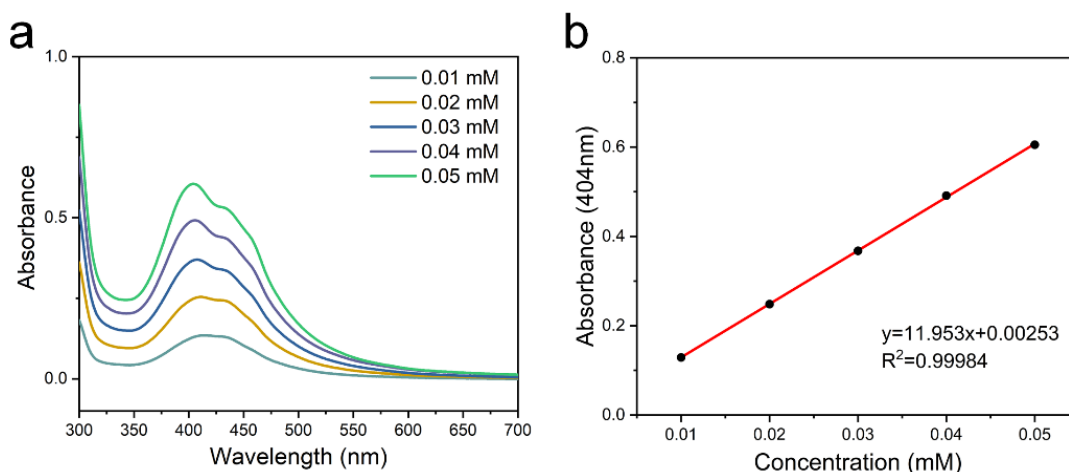 a
1.0
0.5
0.0
Absorbance
0.01 mM
0.02 mM
0.03 mM
0.04 mM
0.05 mM
300 350 400 450 500 550 600 650 700
Wavelength (nm)
b
0.8
0.6
0.4
0.2
0.0
Absorbance (404nm)
y=11.953x+0.00253
R²=0.99984
0.01 0.02 0.03 0.04 0.05
Concentration (mM)